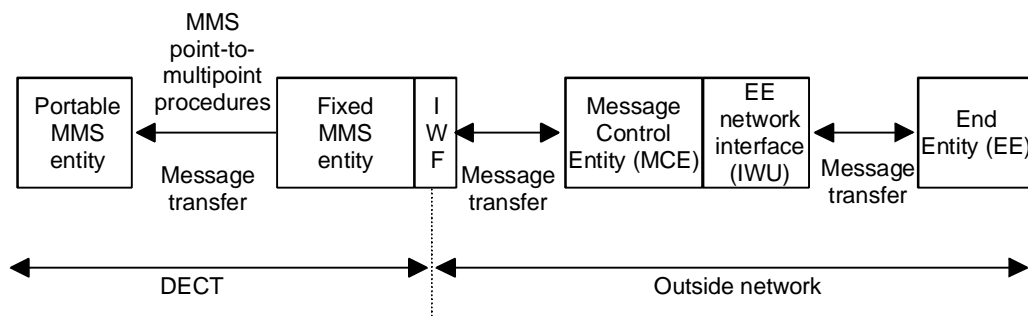 MMS
point-to-
multipoint
procedures
Portable
MMS
entity
Message
transfer
Fixed
MMS
entity
I
W
F
Message
transfer
Message
Control
Entity (MCE)
EE
network
interface
(IWU)
Message
transfer
End
Entity (EE)
DECT
Outside network